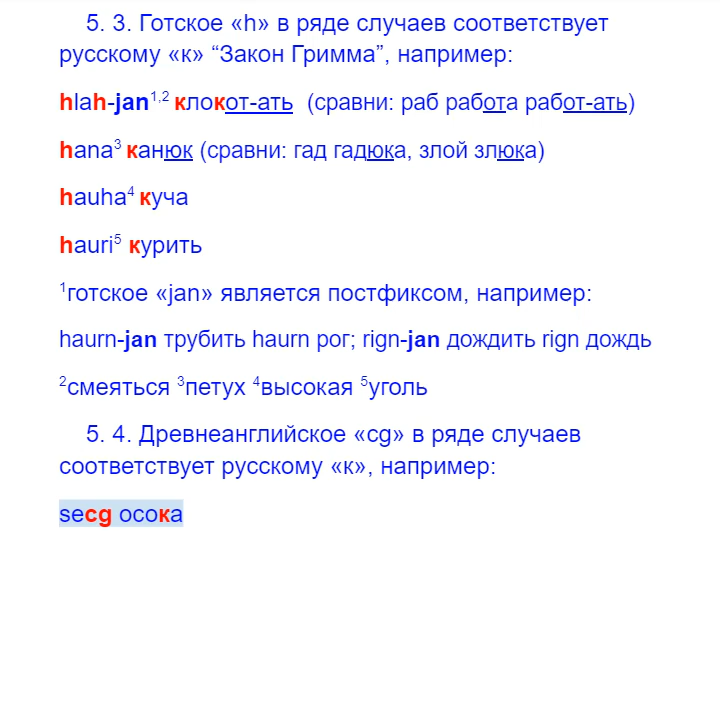 5. 3. Готское «h» в ряде случаев соответствует
русскому «к» “Закон Гримма”, например:
hlah-jan1,2 клокот-ать (сравни: раб работа работ-ать)
hana3 канюк (сравни: гад гадюка, злой злюка)
hauha4 куча
hauri5 курить
1готское «jan» является постфиксом, например:
haurn-jan трубить haurn рог; rign-jan дождить rign дождь
2смеяться 3петух 4высокая 5уголь
5. 4. Древнеанглийское «cg» в ряде случаев
соответствует русскому «к», например:
secg осока